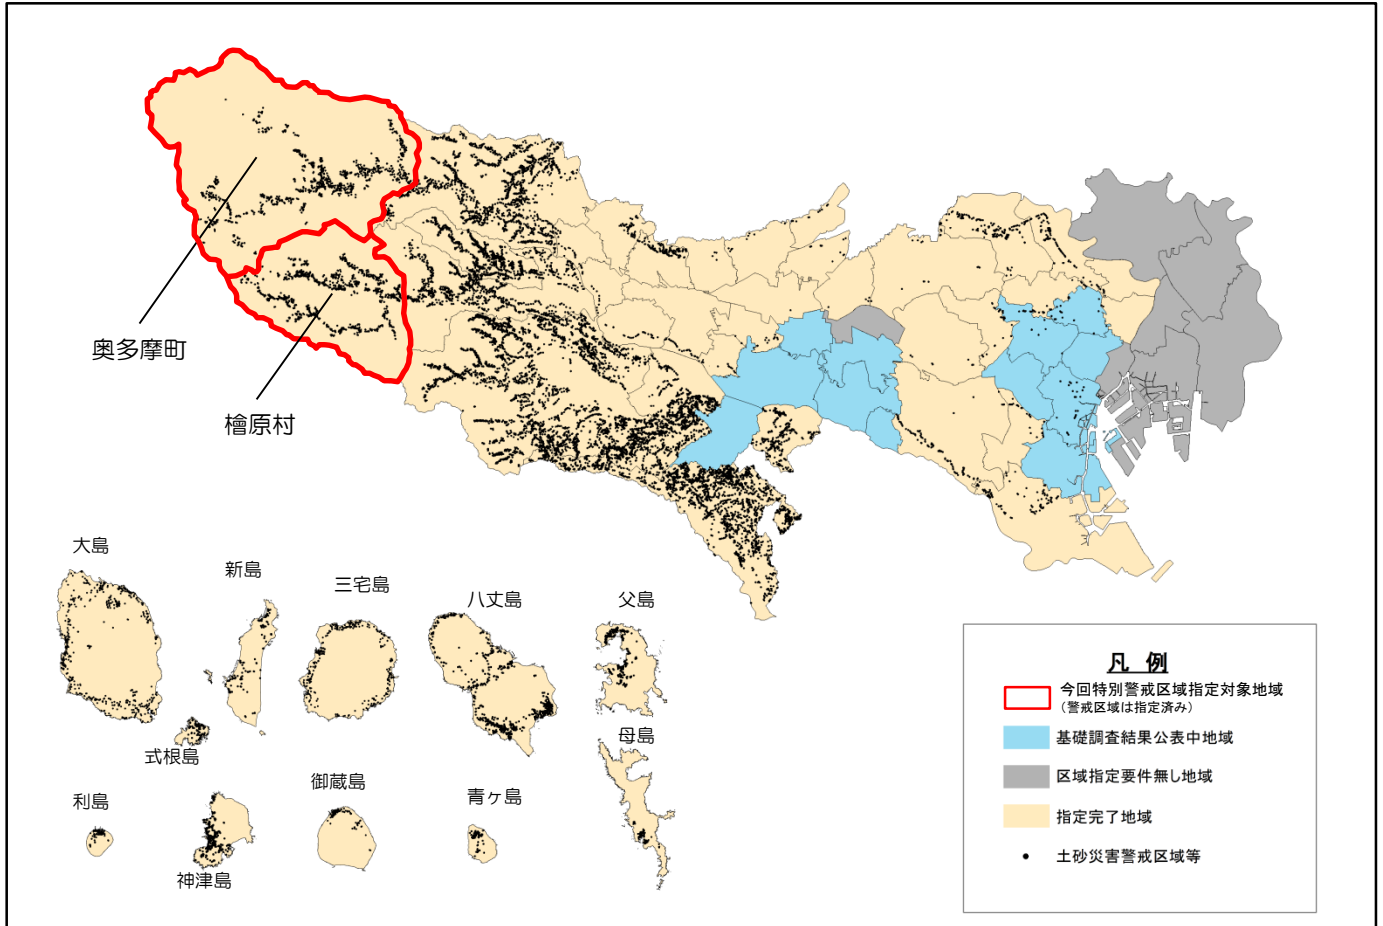 奥多摩町
檜原村
大島
新島
三宅島
八丈島
父島
式根島
母島
利島
神津島
御蔵島
青ヶ島
凡 例
今回特別警戒区域指定対象地域
(警戒区域は指定済み)
基礎調査結果公表中地域
区域指定要件無し地域
指定完了地域
土砂災害警戒区域等